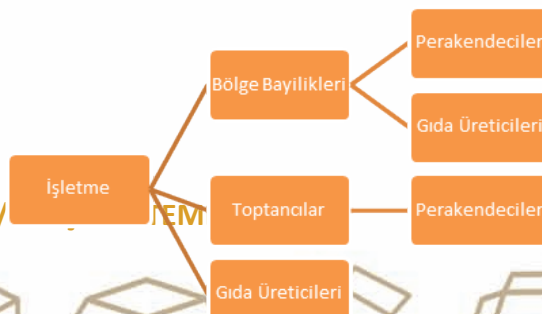 Perakendeciler
Bölge Bayilikleri
Gıda Üreticileri
İşletme
Toptancılar
Perakendeciler
Gıda Üreticileri